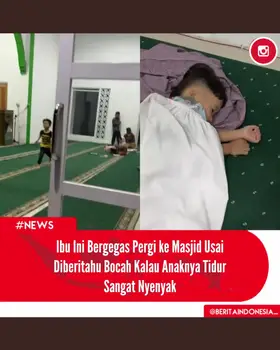 #NEWS
Ibu Ini Bergegas Pergi ke Masjid Usai
Diberitahu Bocah Kalau Anaknya Tidur
Sangat Nyenyak
@BERITAINDONESIA_